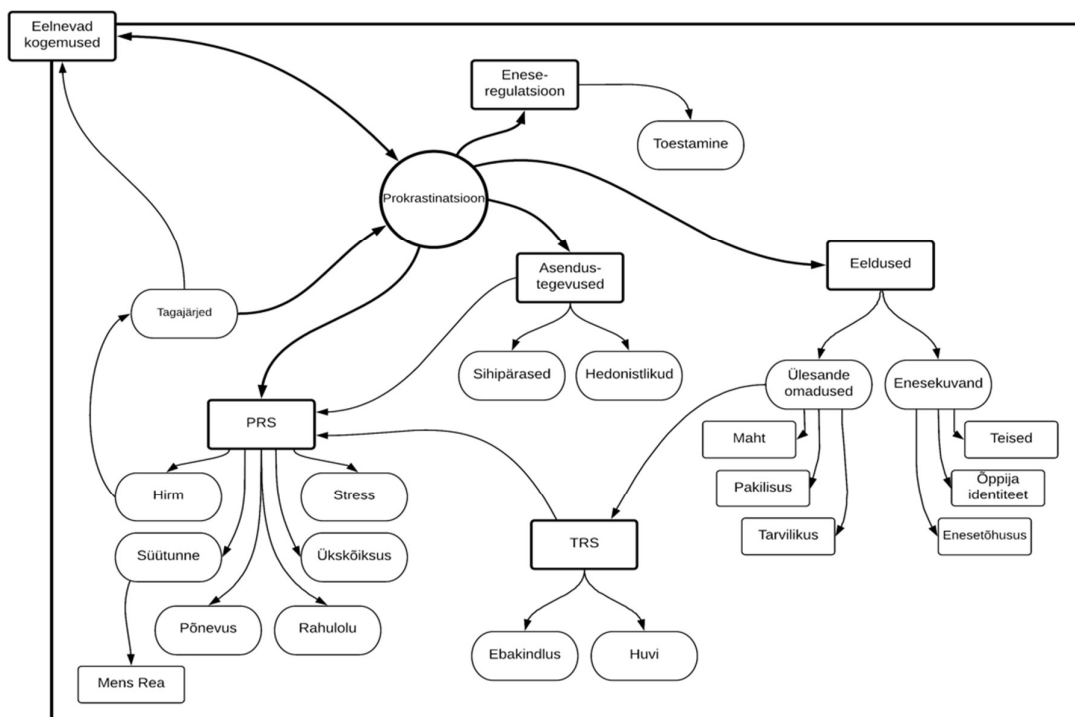 Eelnevad
kogemused
Enese-
regulatsioon
Toestamine
Prokrastinatsioon
Asendus-
tegevused
Eeldused
Tagajärjed
Sihipärased
Hedonistlikud
Ülesande
omadused
Enesekuvand
PRS
Maht
Teised
Hirm
Stress
Pakilisus
Õppija
identiteet
Süütunne
Ükskõiksus
TRS
Tarvilikus
Enesetõhusus
Põnevus
Rahulolu
Ebakindlus
Huvi
Mens Rea